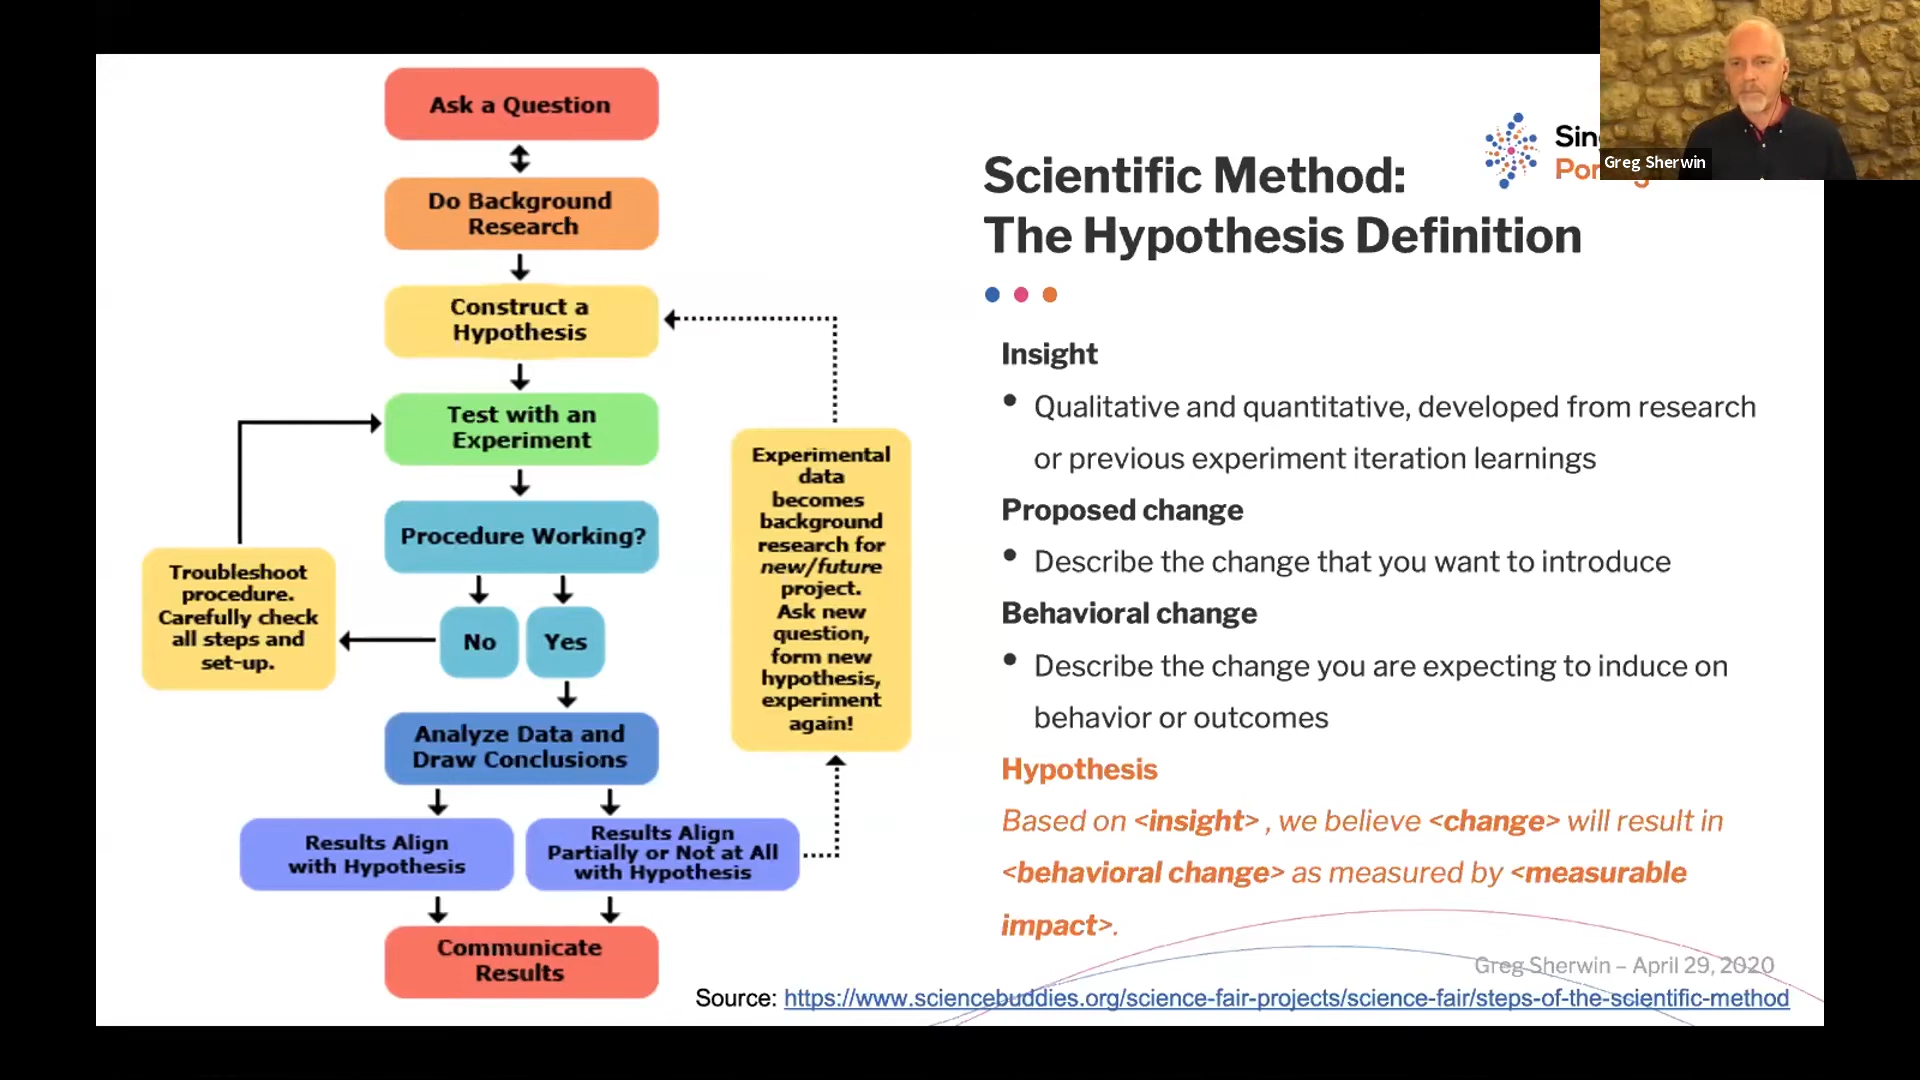 Ask a Question
Do Background
Research
Construct a
Hypothesis
Test with an
Experiment
Procedure Working?
No
Yes
Troubleshoot
procedure.
Carefully check
all steps and
set-up.
Experimental
data
becomes
background
research for
new/future
project.
Ask new
question,
form new
hypothesis,
experiment
again!
Analyze Data and
Draw Conclusions
Results Align
with Hypothesis
Results Align
Partially or Not at All
with Hypothesis
Communicate
Results
Scientific Method:
The Hypothesis Definition
Insight
• Qualitative and quantitative, developed from research
or previous experiment iteration learnings
Proposed change
• Describe the change that you want to introduce
Behavioral change
• Describe the change you are expecting to induce on
behavior or outcomes
Hypothesis
Based on <insight> , we believe <change> will result in
<behavioral change> as measured by <measurable
impact>.
Greg Sherwin – April 29, 2020
Source: https://www.sciencebuddies.org/science-fair-projects/science-fair/steps-of-the-scientific-method
Greg Sherwin